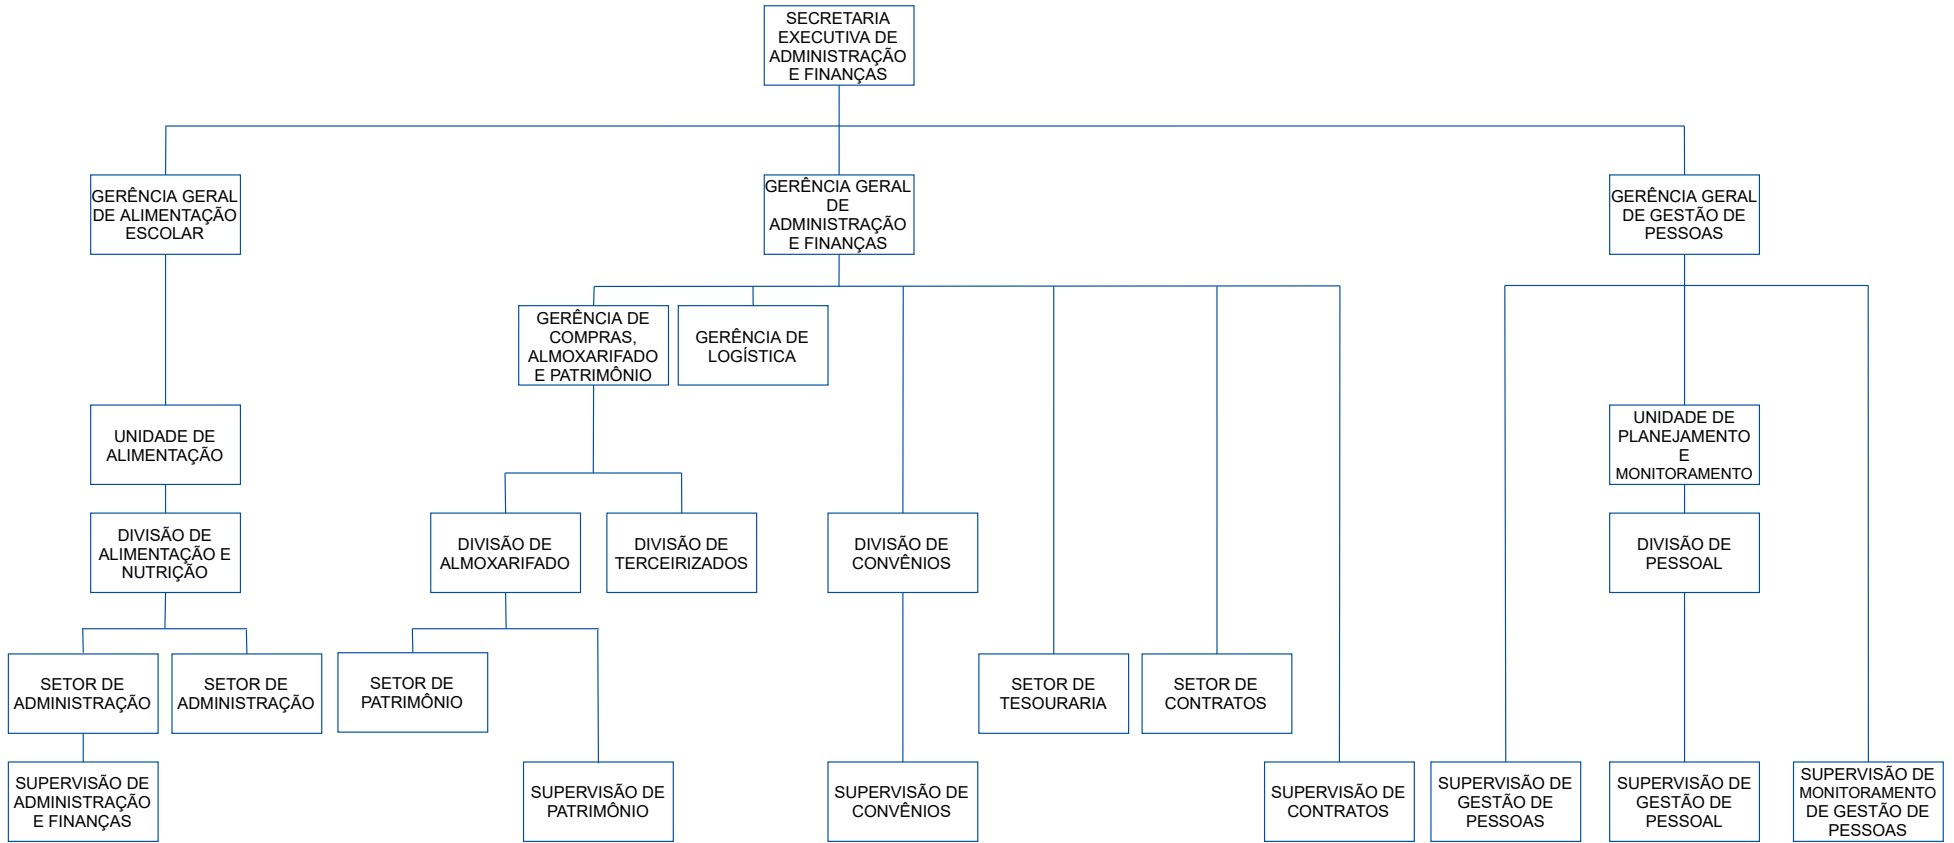 SECRETARIA
EXECUTIVA DE
ADMINISTRAÇÃO
E FINANÇAS
GERÊNCIA GERAL
DE ALIMENTAÇÃO
ESCOLAR
GERÊNCIA GERAL
DE
ADMINISTRAÇÃO
E FINANÇAS
GERÊNCIA GERAL
DE GESTÃO DE
PESSOAS
GERÊNCIA DE
COMPRAS,
ALMOXARIFADO
E PATRIMÔNIO
GERÊNCIA DE
LOGÍSTICA
UNIDADE DE
ALIMENTAÇÃO
UNIDADE DE
PLANEJAMENTO
E
MONITORAMENTO
DIVISÃO DE
ALIMENTAÇÃO E
NUTRIÇÃO
DIVISÃO DE
ALMOXARIFADO
DIVISÃO DE
TERCEIRIZADOS
DIVISÃO DE
CONVÊNIOS
DIVISÃO DE
PESSOAL
SETOR DE
ADMINISTRAÇÃO
SETOR DE
ADMINISTRAÇÃO
SETOR DE
PATRIMÔNIO
SETOR DE
TESOURARIA
SETOR DE
CONTRATOS
SUPERVISÃO DE
ADMINISTRAÇÃO
E FINANÇAS
SUPERVISÃO DE
PATRIMÔNIO
SUPERVISÃO DE
CONVÊNIOS
SUPERVISÃO DE
CONTRATOS
SUPERVISÃO DE
GESTÃO DE
PESSOAS
SUPERVISÃO DE
GESTÃO DE
PESSOAL
SUPERVISÃO DE
MONITORAMENTO
DE GESTÃO DE
PESSOAS